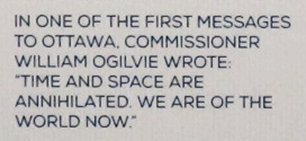 IN ONE OF THE FIRST MESSAGES
TO OTTAWA, COMMISSIONER
WILLIAM OGILVIE WROTE:
"TIME AND SPACE ARE
ANNIHILATED. WE ARE OF THE
WORLD NOW."